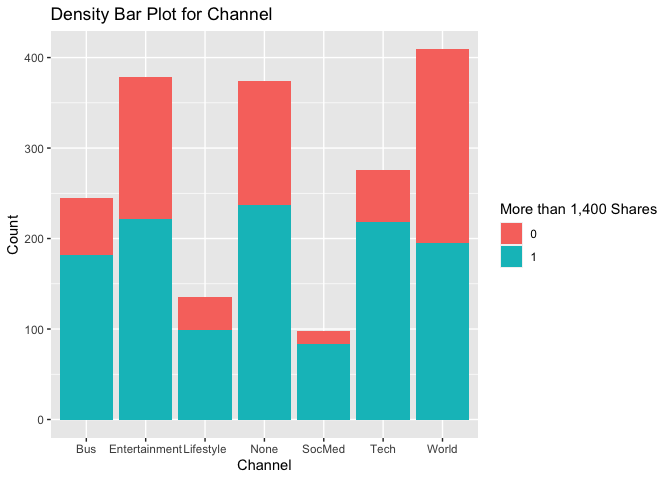 Density Bar Plot for Channel
Count
400
300
200
100
0
Bus Entertainment Lifestyle None SocMed Tech World
Channel
More than 1,400 Shares
0
1